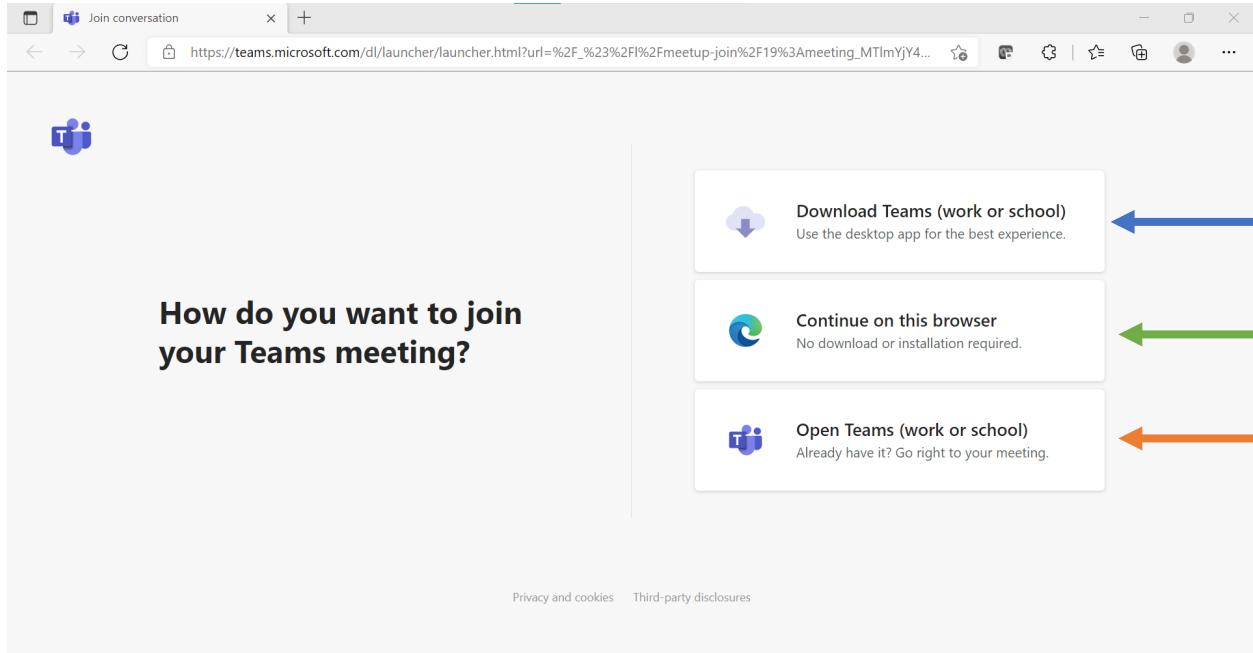 Join conversation
https://teams.microsoft.com/dl/launcher/launcher.html?url=%2F_%23%2Fl%2Fmeetup-join%2F19%3Ameeting_MTlmYjY4...
T
Download Teams (work or school)
Use the desktop app for the best experience.
How do you want to join
your Teams meeting?
Continue on this browser
No download or installation required.
T
Open Teams (work or school)
Already have it? Go right to your meeting.
Privacy and cookies Third-party disclosures